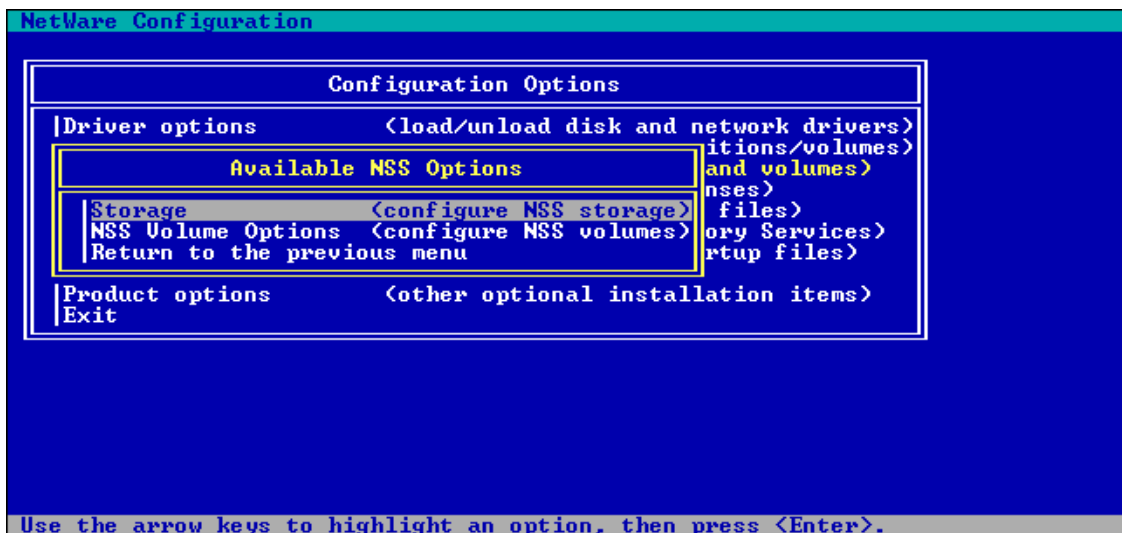 NetWare Configuration
Configuration Options
Driver options (load/unload disk and network drivers)
itions/volumes)
Available NSS Options
and volumes)
nses)
Storage (configure NSS storage)
files)
NSS Volume Options (configure NSS volumes)
ory Services)
Return to the previous menu
rtup files)
Product options (other optional installation items)
Exit
Use the arrow keys to highlight an option, then press <Enter>.